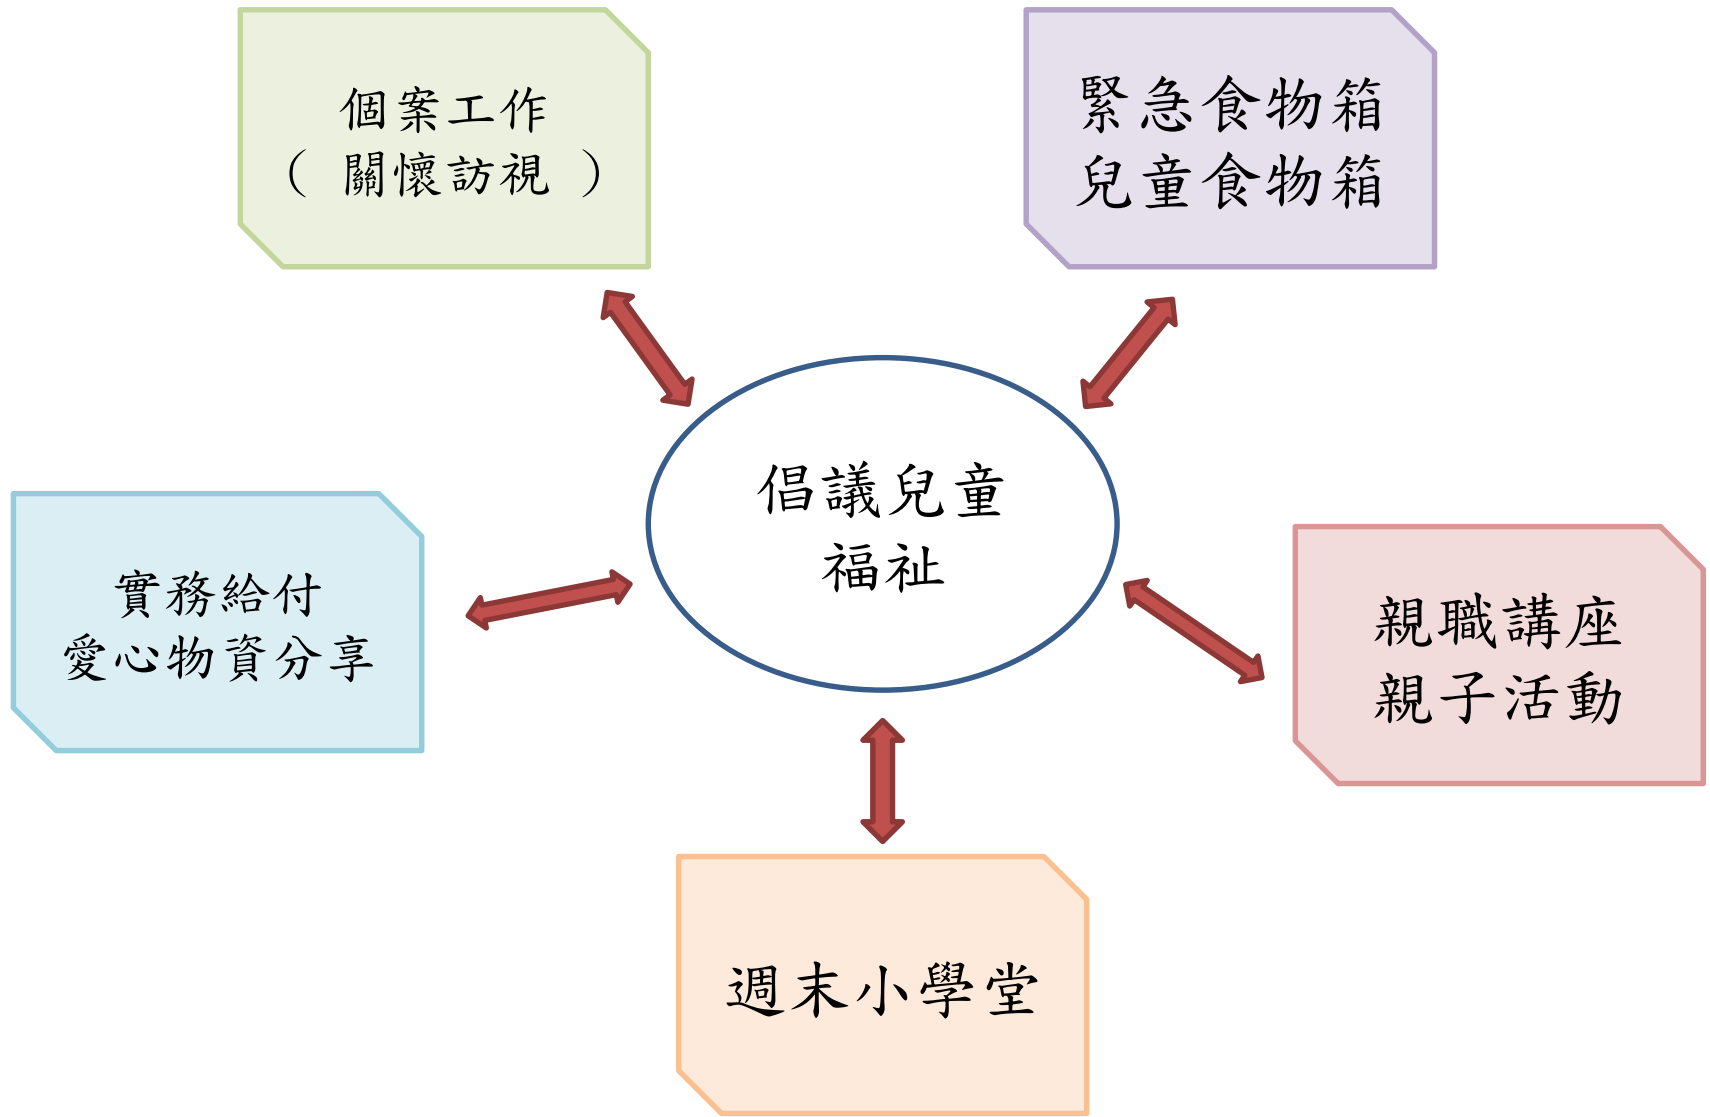 個案工作
( 關懷訪視 )
緊急食物箱
兒童食物箱
倡議兒童
福祉
實務給付
愛心物資分享
親職講座
親子活動
週末小學堂